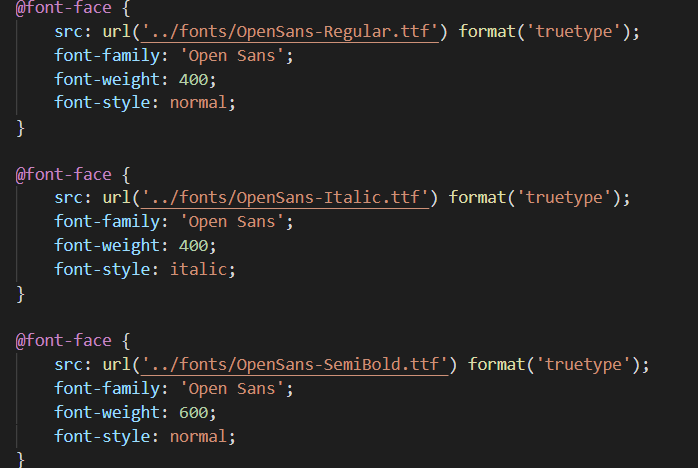 @font-face {
    src: url('../fonts/OpenSans-Regular.ttf') format('truetype');
    font-family: 'Open Sans';
    font-weight: 400;
    font-style: normal;
}

@font-face {
    src: url('../fonts/OpenSans-Italic.ttf') format('truetype');
    font-family: 'Open Sans';
    font-weight: 400;
    font-style: italic;
}

@font-face {
    src: url('../fonts/OpenSans-SemiBold.ttf') format('truetype');
    font-family: 'Open Sans';
    font-weight: 600;
    font-style: normal;
}